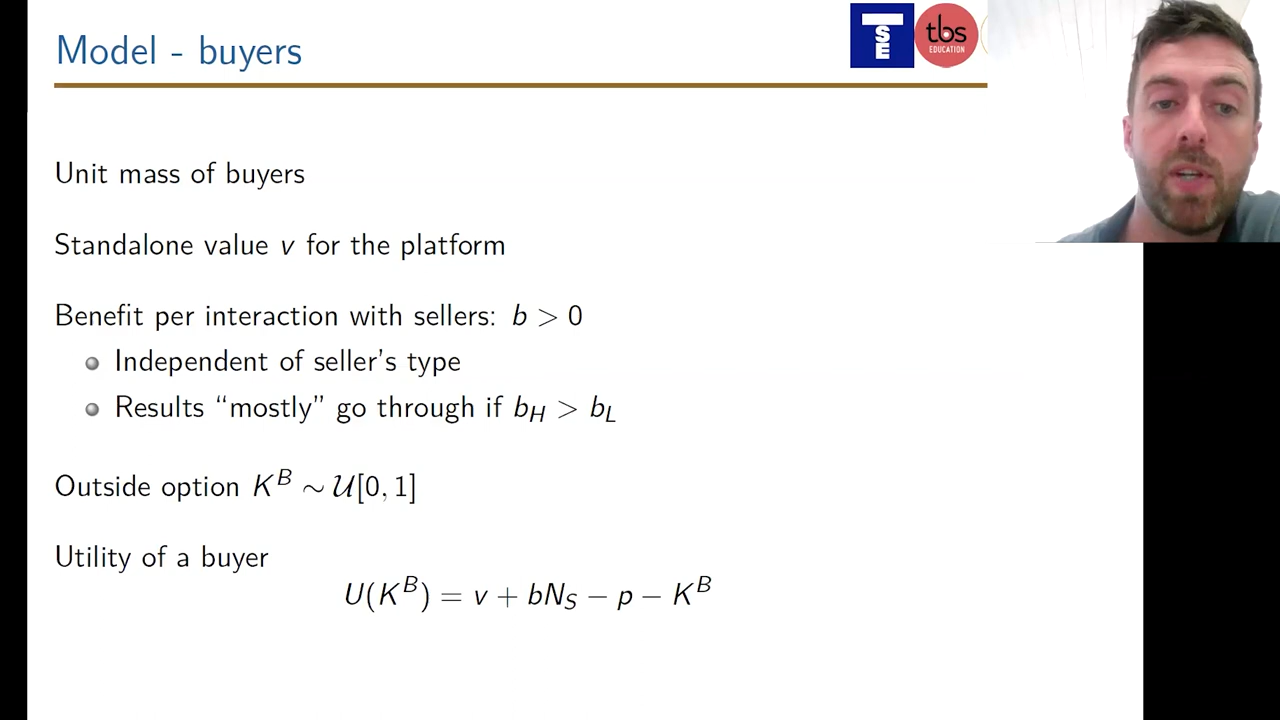 Model - buyers
TSE
tbs
EDUCATION
Unit mass of buyers
Standalone value v for the platform
Benefit per interaction with sellers: b > 0
Independent of seller's type
Results “mostly” go through if b_H > b_L
Outside option K^B ∼ U[0, 1]
Utility of a buyer
U(K^B) = v + bN_S − p − K^B